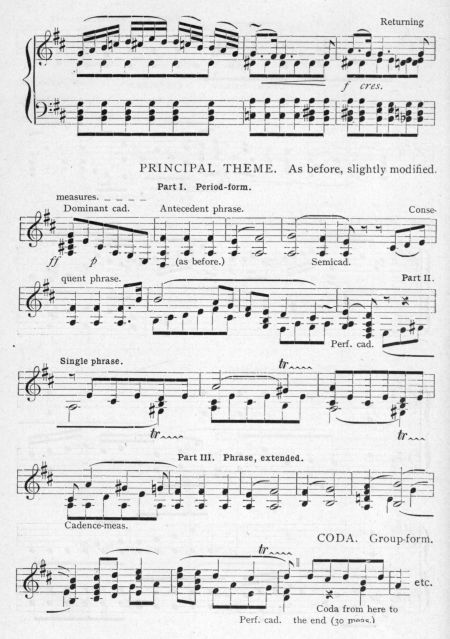 Returning
f cres.
PRINCIPAL THEME. As before, slightly modified.
Part I. Period-form.
measures.
Dominant cad. Antecedent phrase. Conse-
ff p (as before.) Semicad.
quent phrase. Part II.
Perf. cad.
Single phrase. tr
tr tr
Part III. Phrase, extended.
Cadence-meas.
CODA. Group-form.
tr
etc.
Coda from here to
Perf. cad. the end (30 meas.)